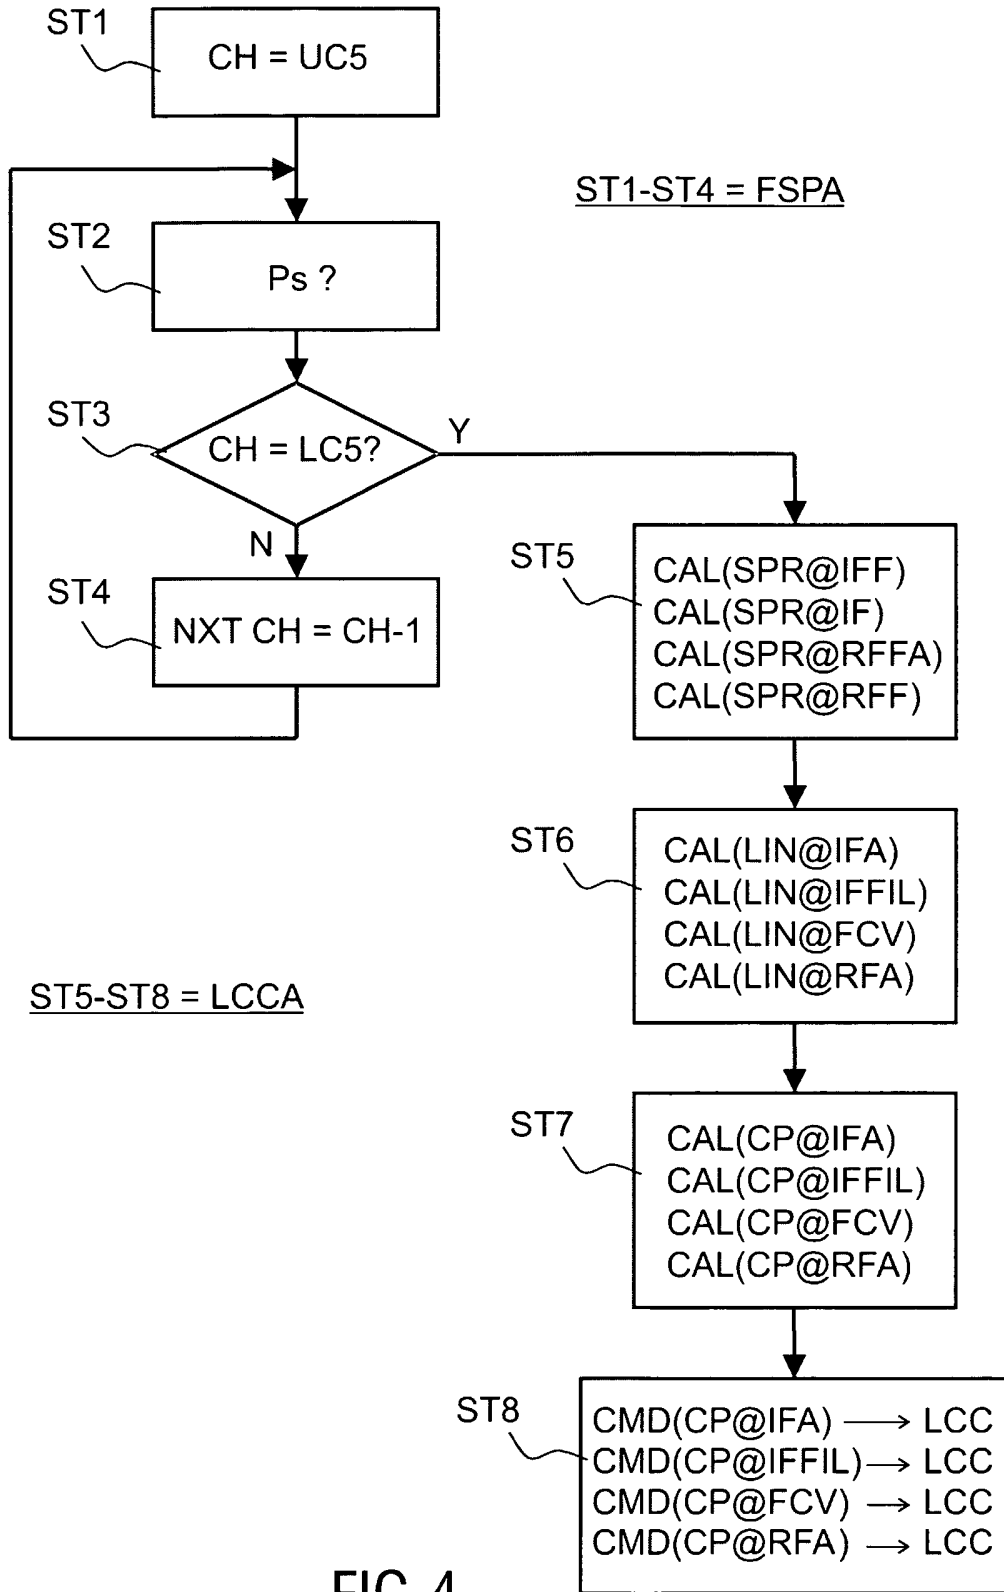 ST1
CH = UC5
ST1-ST4 = FSPA
ST2
Ps ?
ST3
CH = LC5?
Y
N
ST4
NXT CH = CH-1
ST5
CAL(SPR@IFF)
CAL(SPR@IF)
CAL(SPR@RFFA)
CAL(SPR@RFF)
ST6
CAL(LIN@IFA)
CAL(LIN@IFFIL)
CAL(LIN@FCV)
CAL(LIN@RFA)
ST5-ST8 = LCCA
ST7
CAL(CP@IFA)
CAL(CP@IFFIL)
CAL(CP@FCV)
CAL(CP@RFA)
ST8
CMD(CP@IFA) → LCC
CMD(CP@IFFIL) → LCC
CMD(CP@FCV) → LCC
CMD(CP@RFA) → LCC
FIG. 4